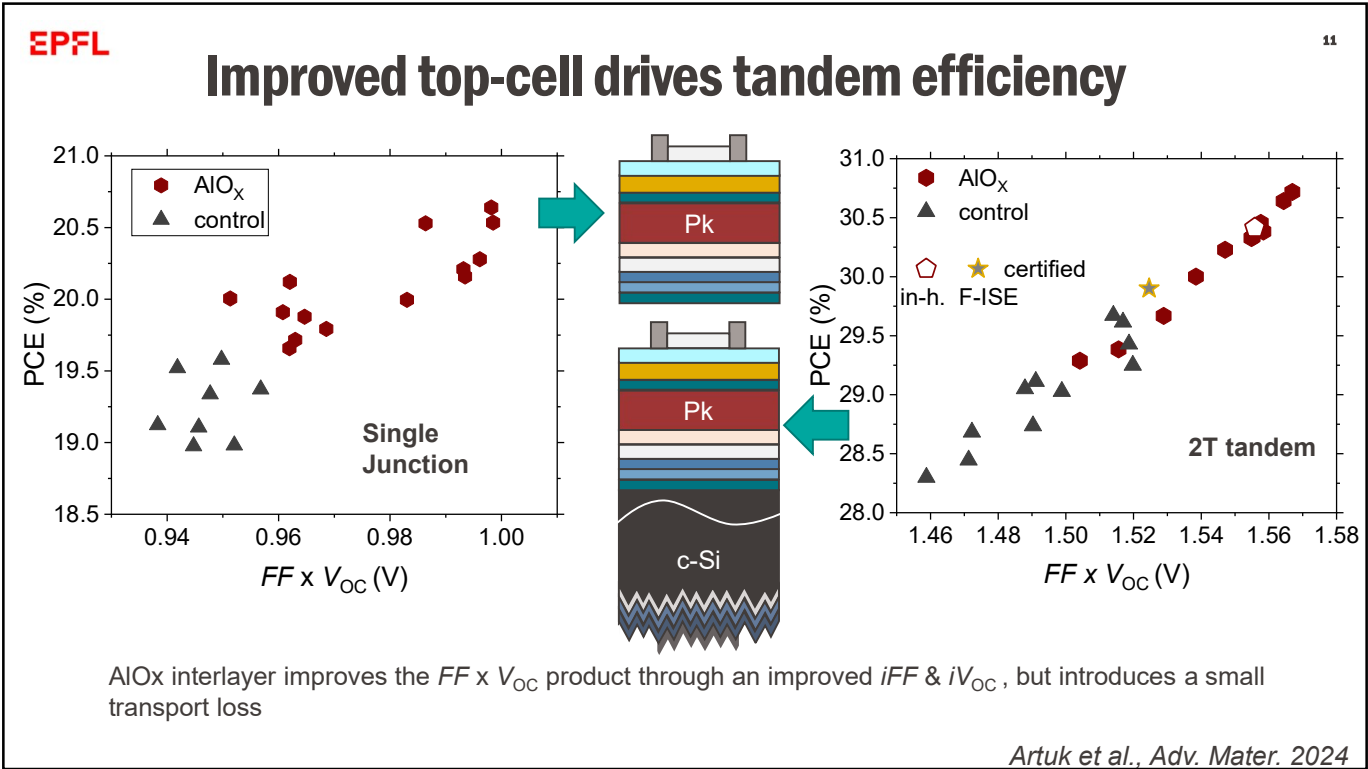 EPFL
11
Improved top-cell drives tandem efficiency
PCE (%)
21.0
20.5
20.0
19.5
19.0
18.5
AlOX
control
Single
Junction
0.94
0.96
0.98
1.00
FF x VOC (V)
Pk
Pk
c-Si
PCE (%)
31.0
30.5
30.0
29.5
29.0
28.5
28.0
AlOX
control
certified
in-h. F-ISE
2T tandem
1.46
1.48
1.50
1.52
1.54
1.56
1.58
FF x VOC (V)
AlOx interlayer improves the FF x VOC product through an improved iFF & iVOC , but introduces a small
transport loss
Artuk et al., Adv. Mater. 2024